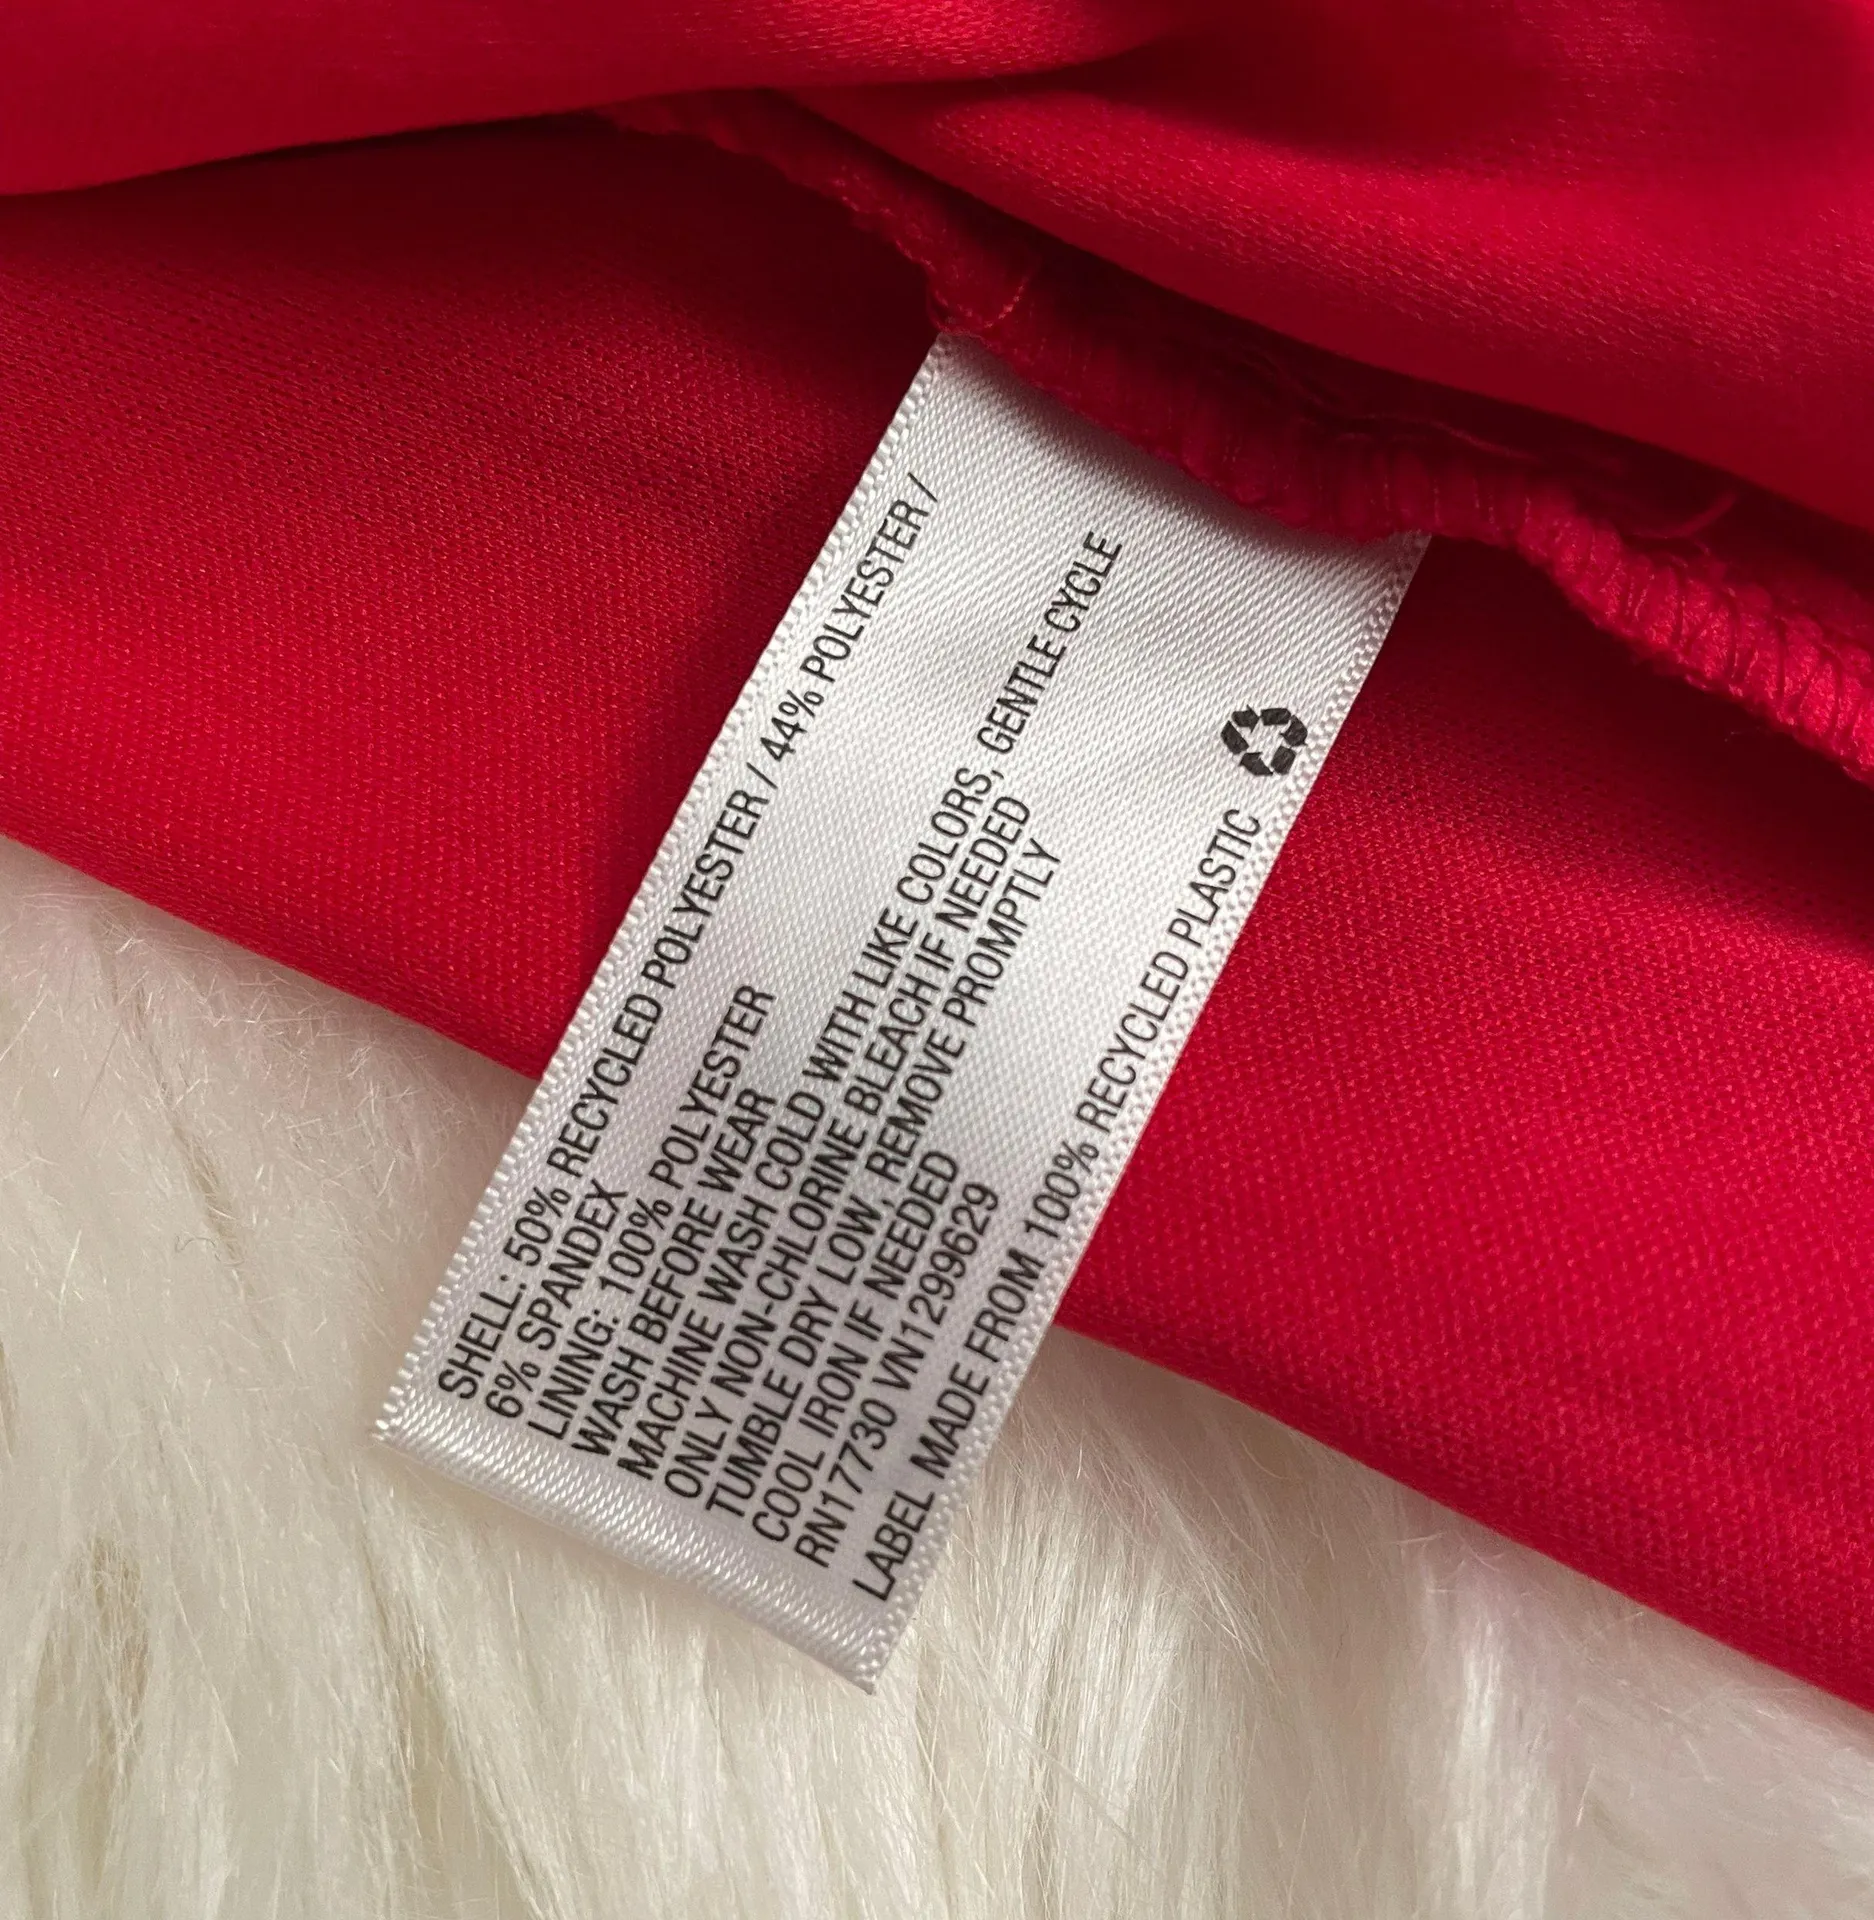 SHELL: 50% RECYCLED POLYESTER / 44% POLYESTER /
6% SPANDEX
LINING: 100% POLYESTER
WASH BEFORE WEAR
MACHINE WASH COLD WITH LIKE COLORS, GENTLE CYCLE
ONLY NON-CHLORINE BLEACH IF NEEDED
TUMBLE DRY LOW, REMOVE PROMPTLY
COOL IRON IF NEEDED
RN17730 VN1299629
LABEL MADE FROM 100% RECYCLED PLASTIC